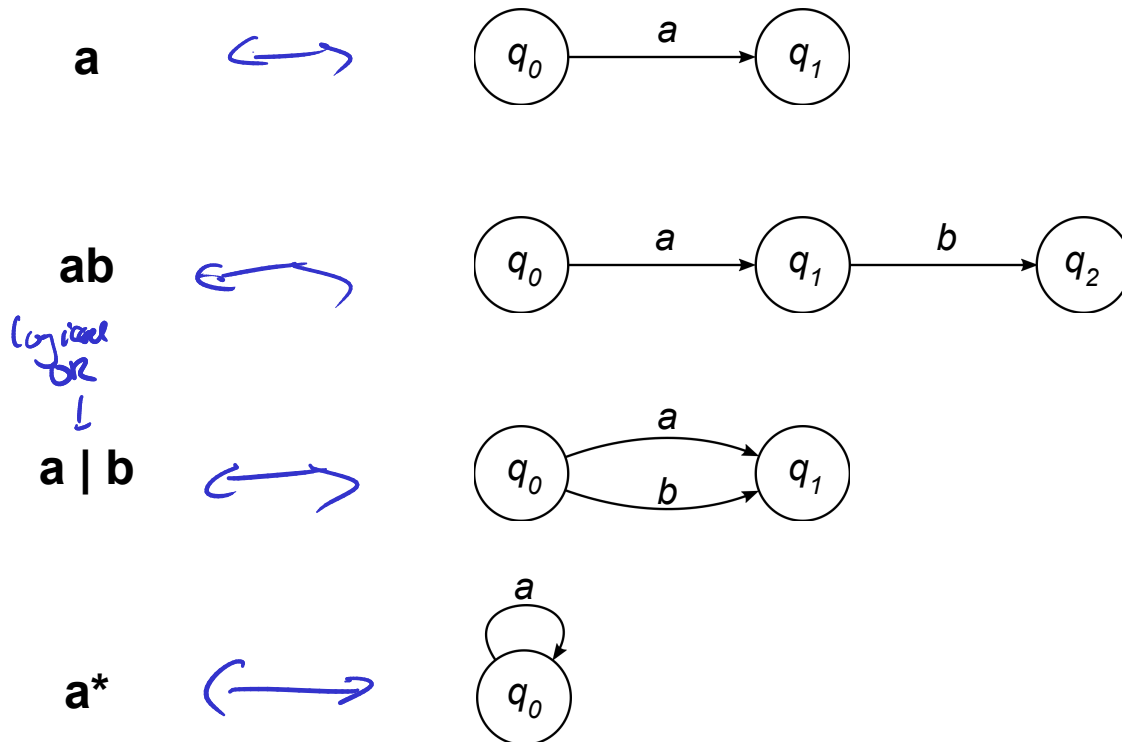 a
q0 a q1
ab
q0 a q1 b q2
logical
OR
a | b
q0 a b q1
a*
a
q0